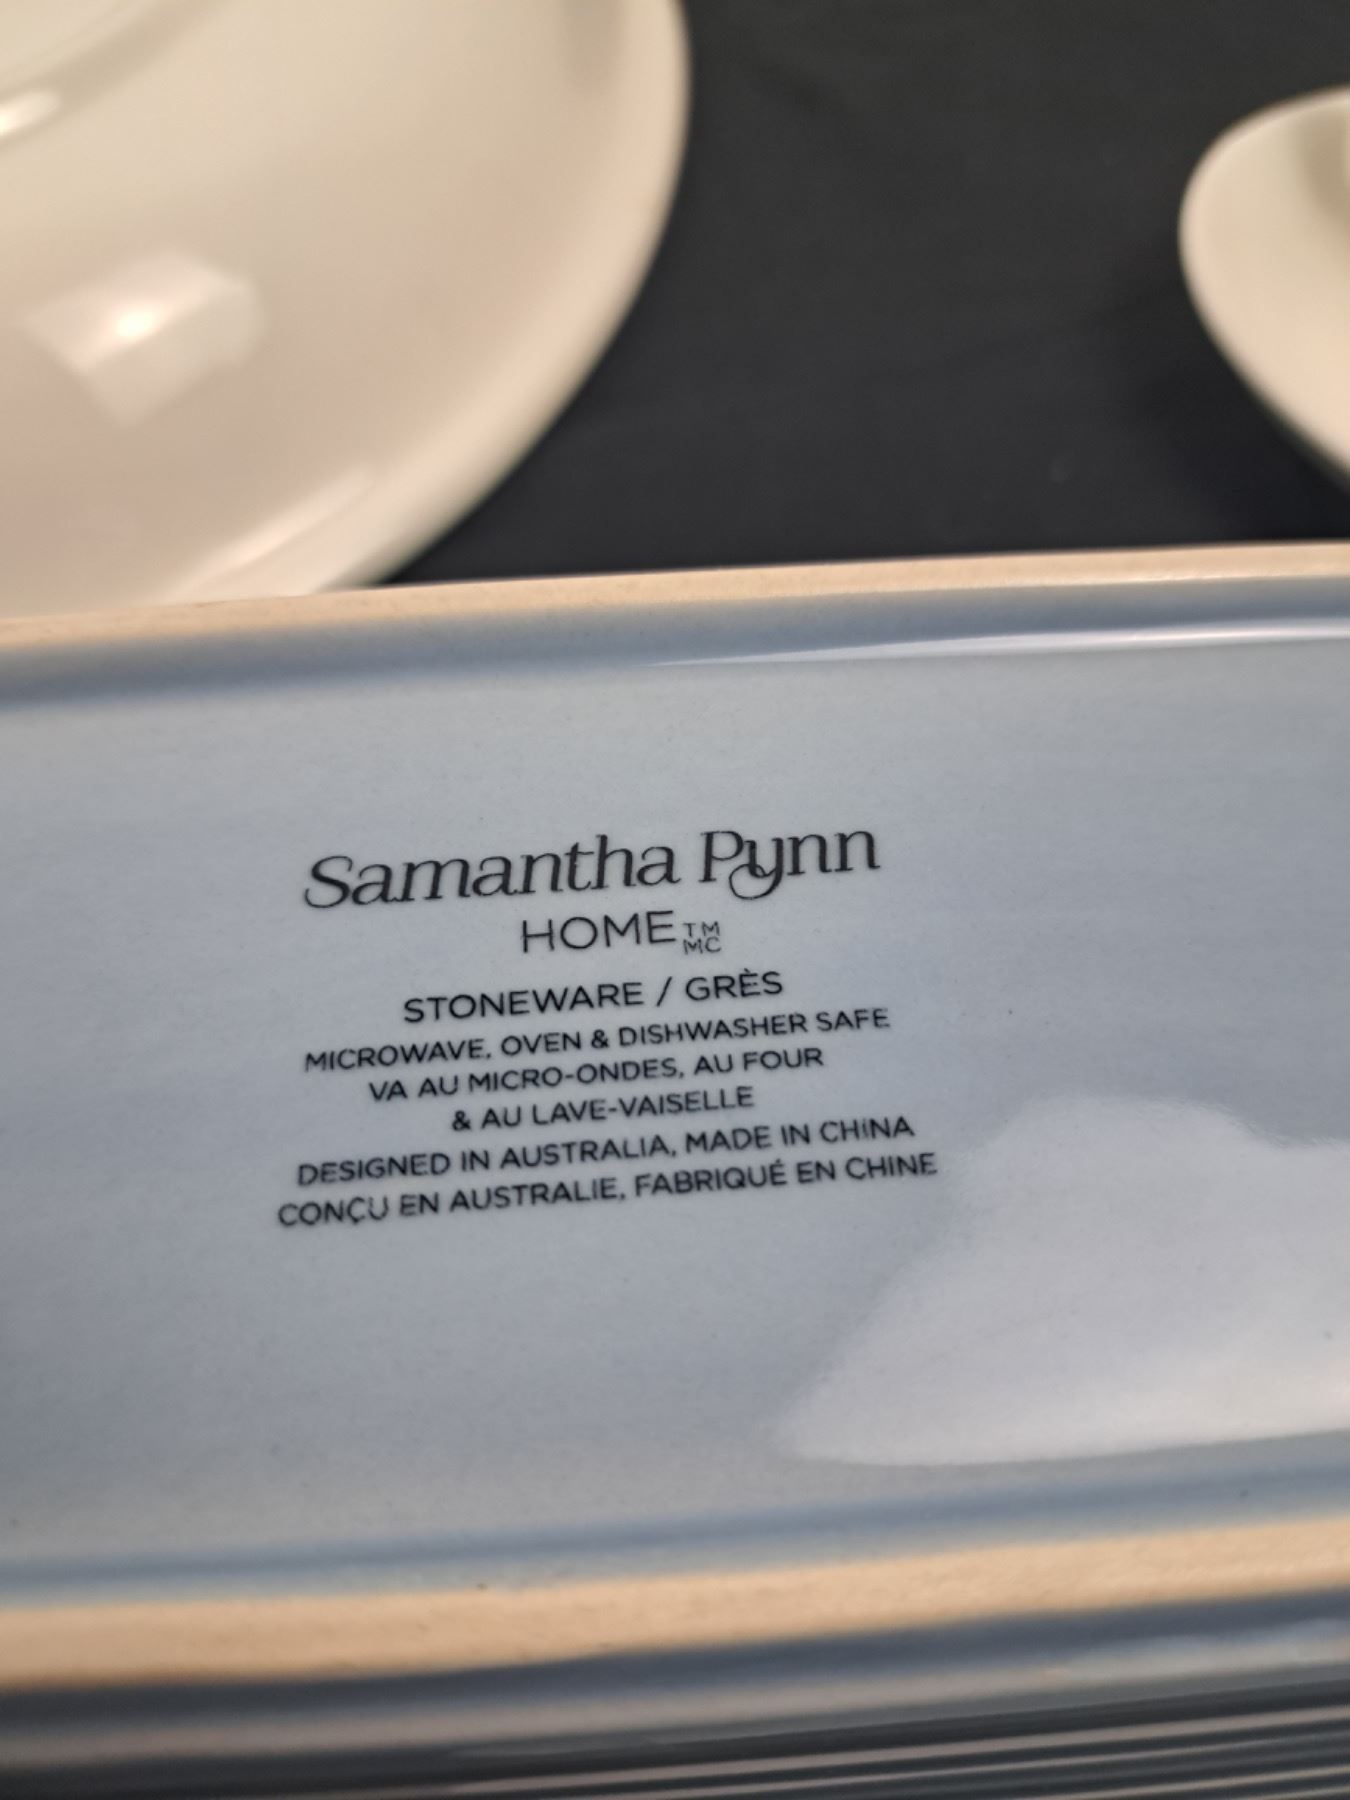 Samantha Pynn
HOME TM MC
STONEWARE / GRÈS
MICROWAVE, OVEN & DISHWASHER SAFE
VA AU MICRO-ONDES, AU FOUR
& AU LAVE-VAISELLE
DESIGNED IN AUSTRALIA, MADE IN CHINA
CONÇU EN AUSTRALIE, FABRIQUÉ EN CHINE